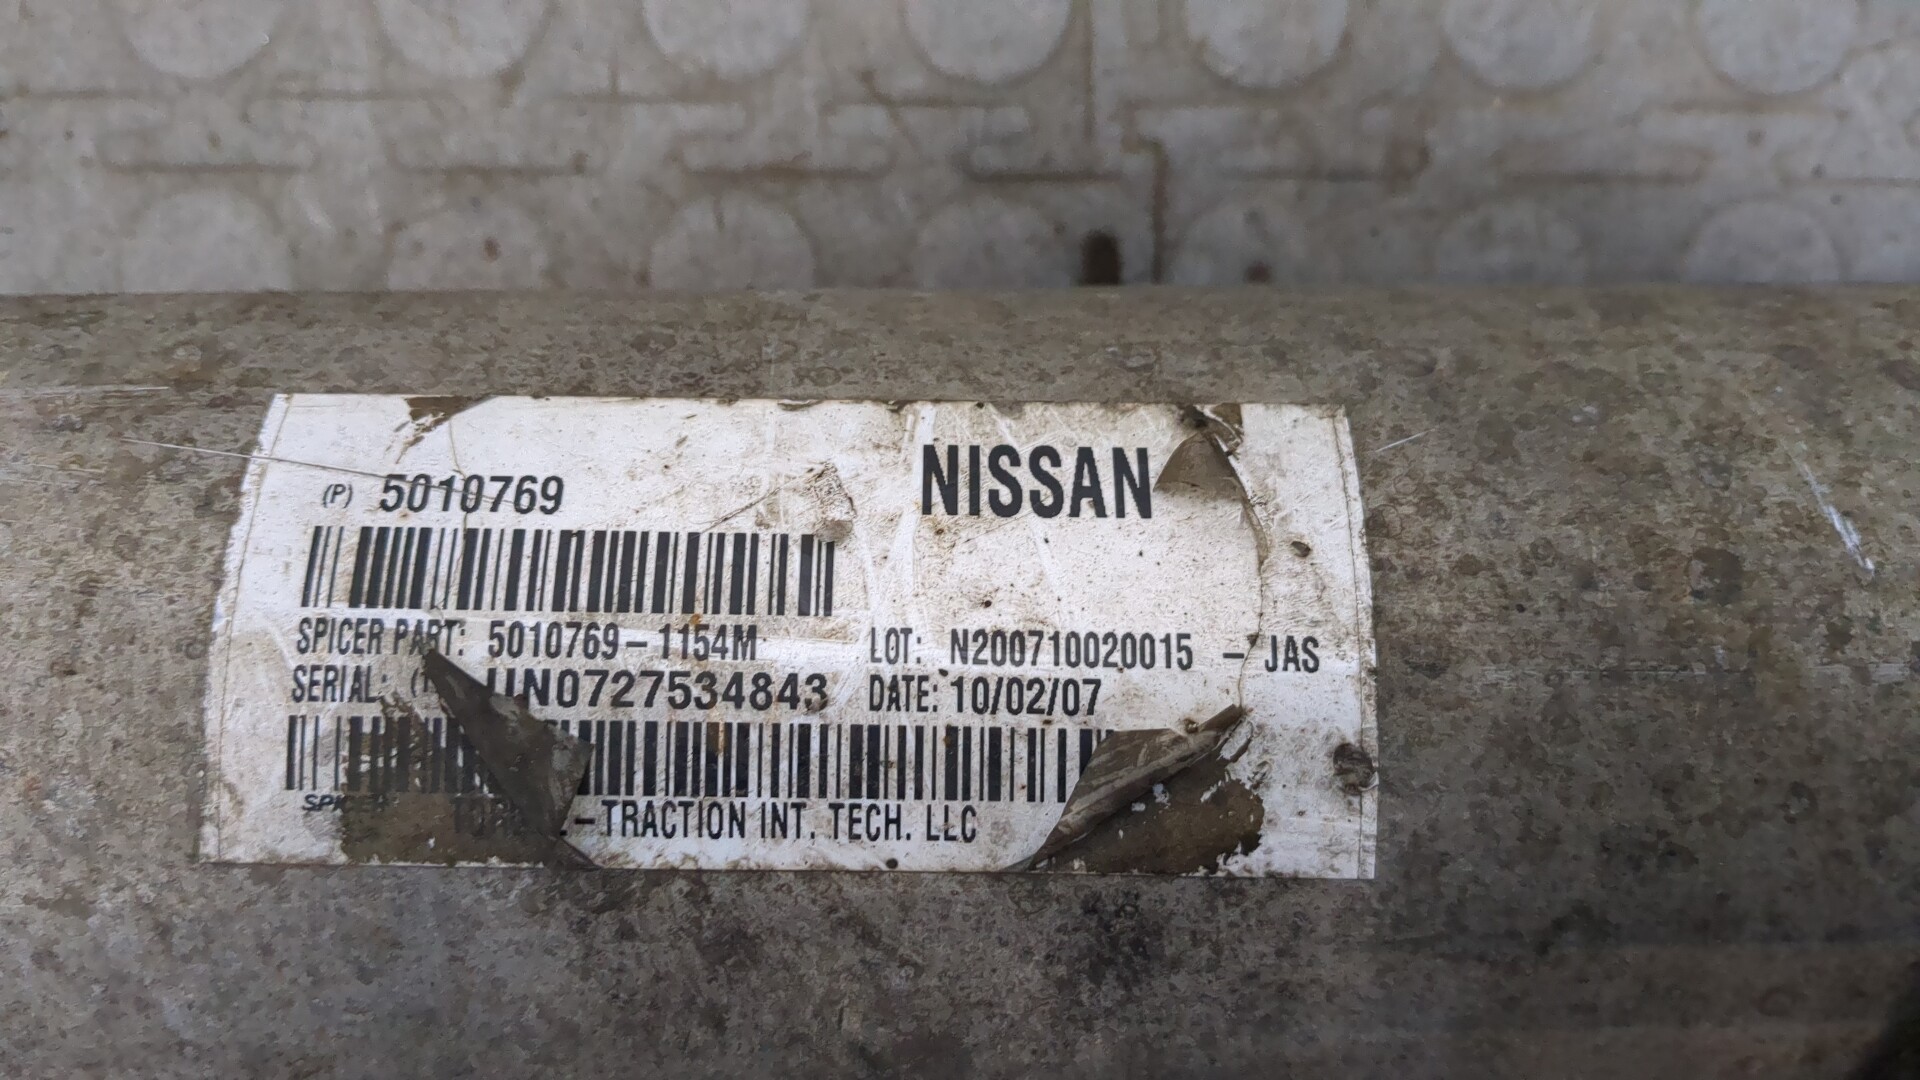 (P) 5010769
NISSAN
SPICER PART: 5010769-1154M
LOT: N200710020015 - JAS
SERIAL: UN0727534843
DATE: 10/02/07
-TRACTION INT. TECH. LLC